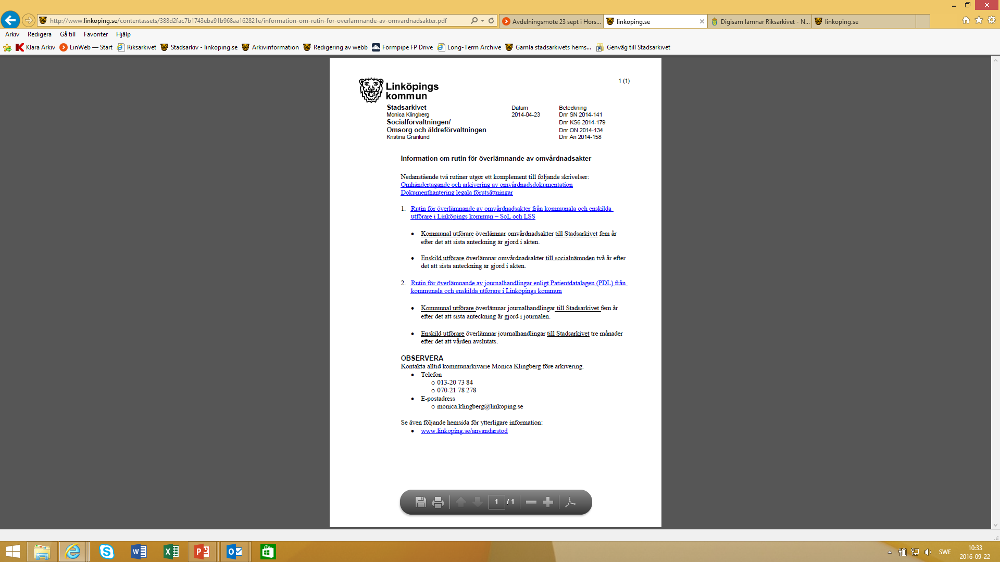 http://www.linkoping.se/contentassets/388d2fac7b1743eba91b968aa162821e/information-om-rutin-for-overlamnande-av-omvardnadsakter.pdf
Avdelningsmöte 23 sept i Hörs...
linkoping.se
Digisam lämnar Riksarkivet - N...
linkoping.se
Arkiv Redigera Gå till Favoriter Hjälp
Klara Arkiv LinWeb — Start Riksarkivet Stadsarkiv - linkoping.se Arkivinformation Redigering av webb Formpipe FP Drive Long-Term Archive Gamla stadsarkivets hems... Genväg till Stadsarkivet
1 (1)
Linköpings
kommun
Stadsarkivet Datum Beteckning
Monica Klingberg 2014-04-23 Dnr SN 2014-141
Socialförvaltningen/ Dnr KS6 2014-179
Omsorg och äldreförvaltningen Dnr ON 2014-134
Kristina Granlund Dnr Än 2014-158
Information om rutin för överlämnande av omvårdnadsakter
Nedanstående två rutiner utgör ett komplement till följande skrivelser:
Omhändertagande och arkivering av omvårdnadsdokumentation
Dokumenthantering legala förutsättningar
1. Rutin för överlämnande av omvårdnadsakter från kommunala och enskilda
utförare i Linköpings kommun – SoL och LSS
• Kommunal utförare överlämnar omvårdnadsakter till Stadsarkivet fem år
efter det att sista anteckning är gjord i akten.
• Enskild utförare överlämnar omvårdnadsakter till socialnämnden två år efter
det att sista anteckning är gjord i akten.
2. Rutin för överlämnande av journalhandlingar enligt Patientdatalagen (PDL) från
kommunala och enskilda utförare i Linköpings kommun
• Kommunal utförare överlämnar journalhandlingar till Stadsarkivet fem år
efter det att sista anteckning är gjord i journalen.
• Enskild utförare överlämnar journalhandlingar till Stadsarkivet tre månader
efter det att vården avslutats.
OBSERVERA
Kontakta alltid kommunarkivarie Monica Klingberg före arkivering.
• Telefon
○ 013-20 73 84
○ 070-21 78 278
• E-postadress
○ monica.klingberg@linkoping.se
Se även följande hemsida för ytterligare information:
• www.linkoping.se/anvandarstod
1 / 1
SWE
10:33
2016-09-22